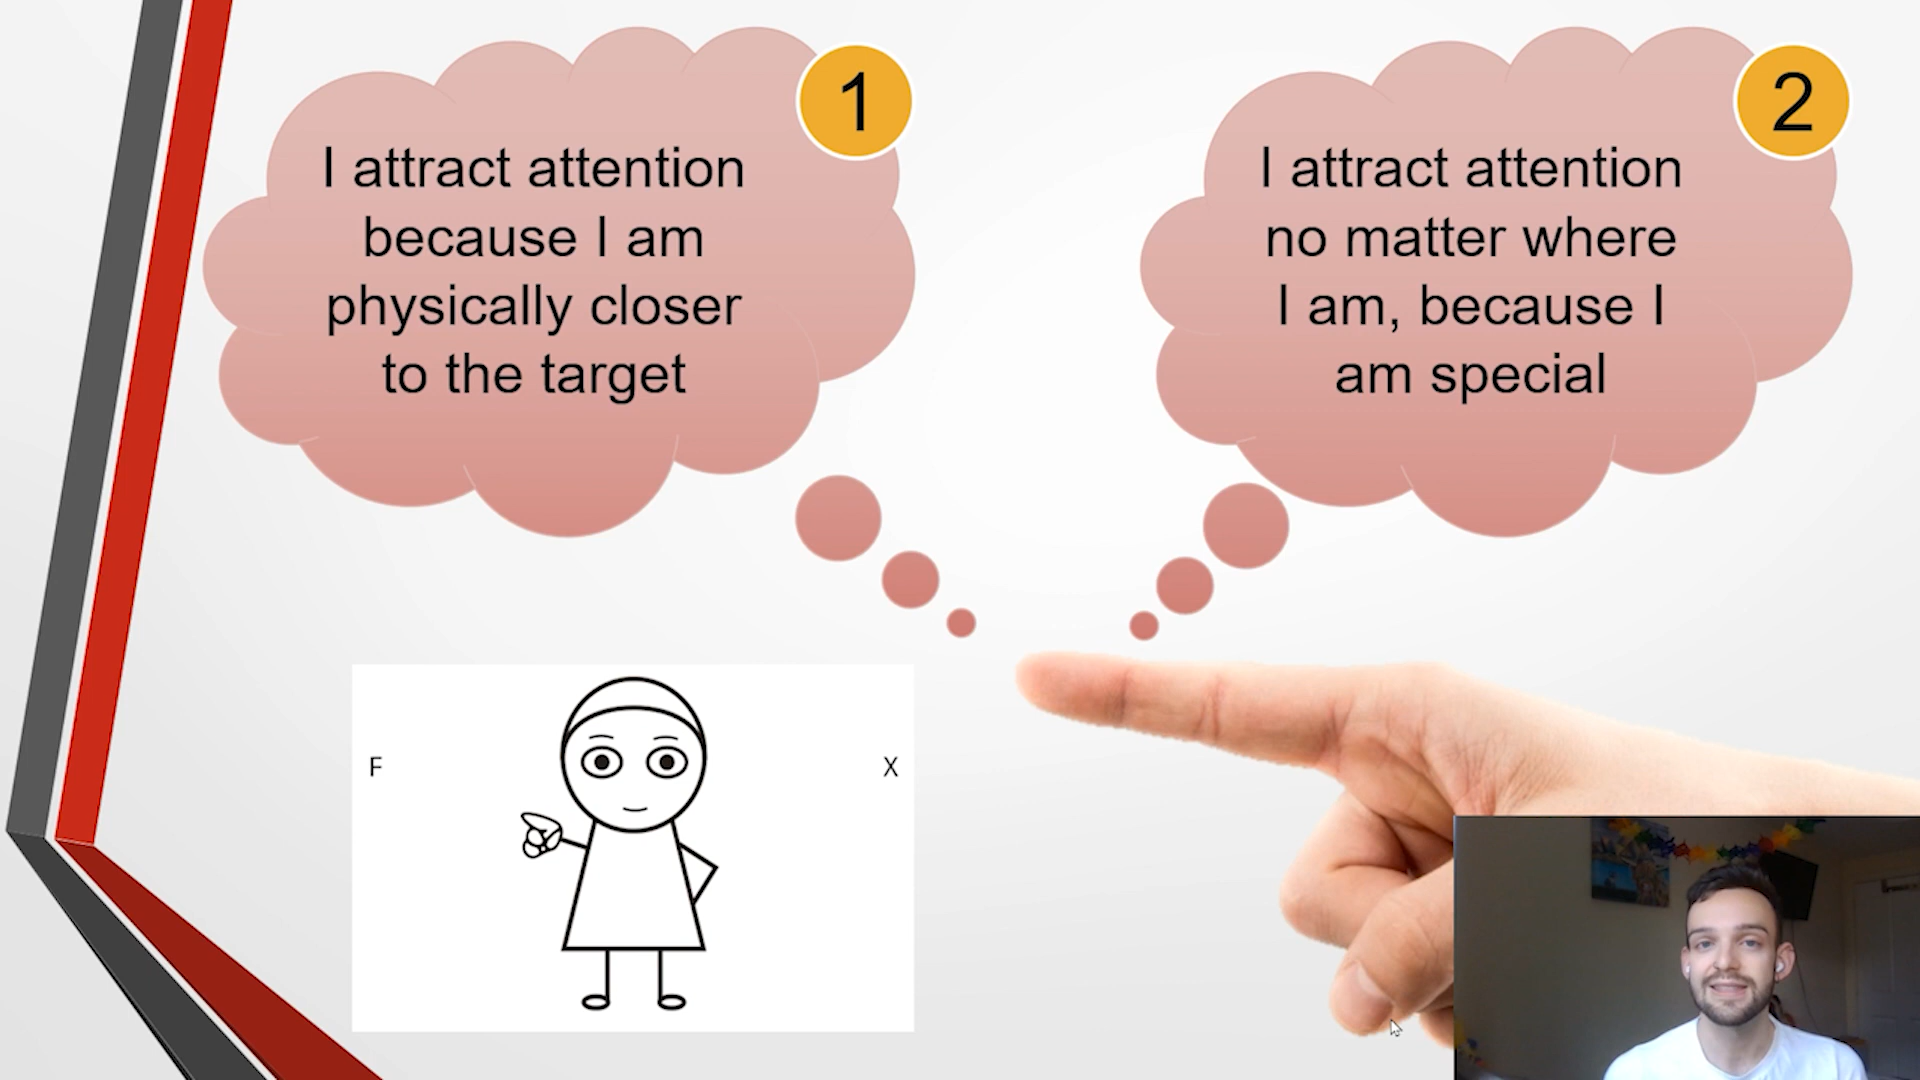 1
I attract attention
because I am
physically closer
to the target
2
I attract attention
no matter where
I am, because I
am special
F
X